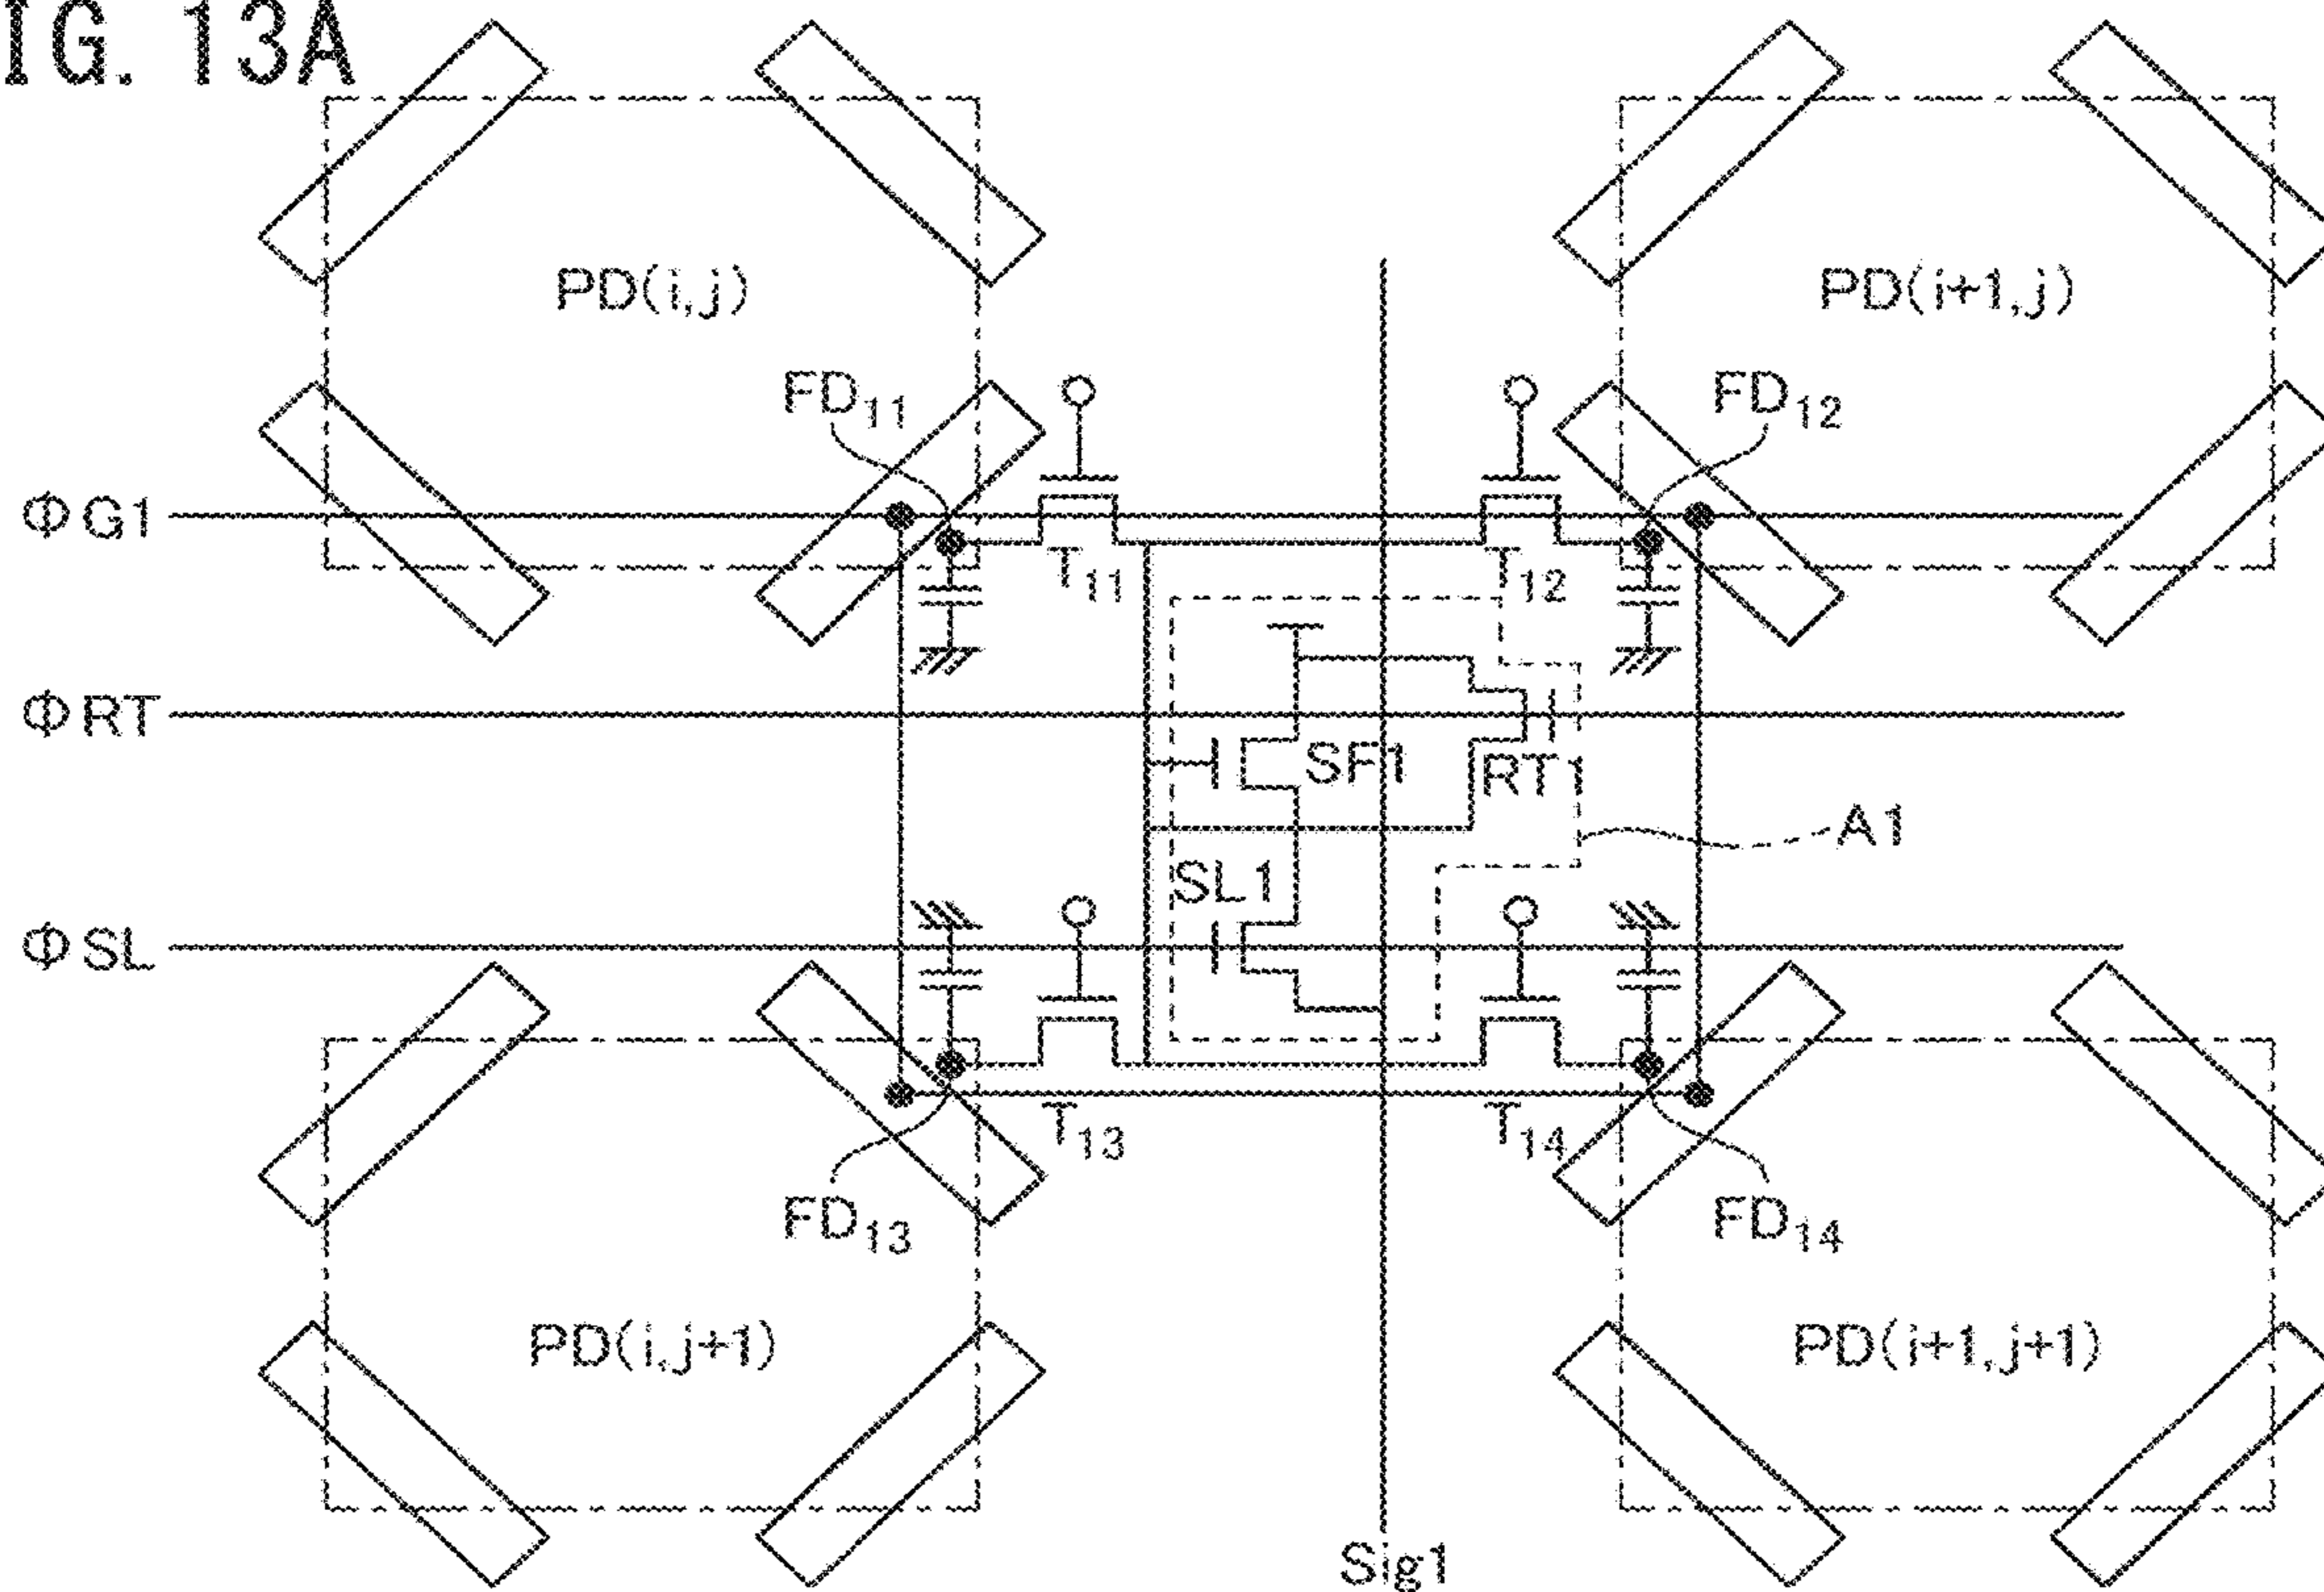 IG. 13A
PD(i,j)
PD(i+1,j)
FD11
FD12
ΦG1
T11
T12
ΦRT
SF1
RT1
A1
SL1
ΦSL
T13
T14
FD13
FD14
PD(i,j+1)
PD(i+1,j+1)
Sig1